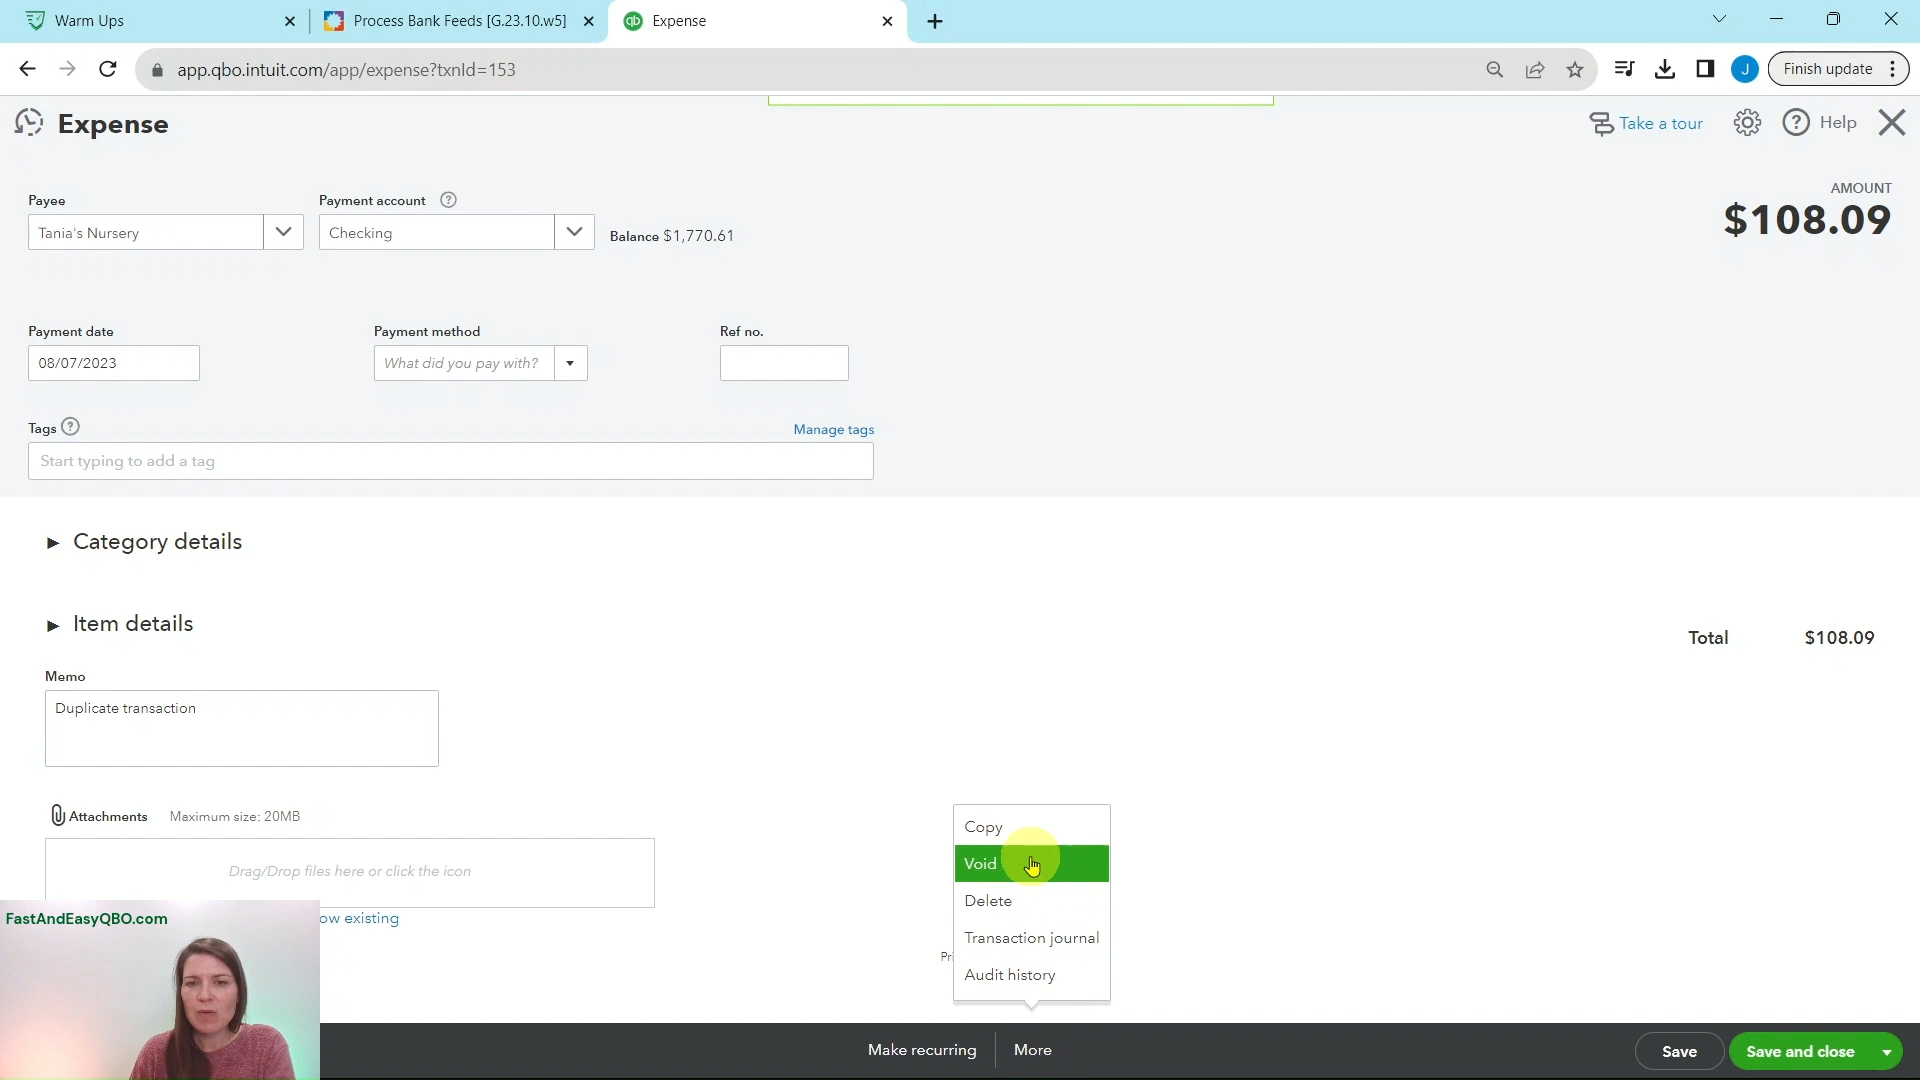 Warm Ups
Process Bank Feeds [G.23.10.w5]
Expense
app.qbo.intuit.com/app/expense?txnId=153
J
Finish update
Expense
Take a tour
Help
Payee
Payment account
AMOUNT
Tania's Nursery
Checking
Balance $1,770.61
$108.09
Payment date
Payment method
Ref no.
08/07/2023
What did you pay with?
Tags
Manage tags
Start typing to add a tag
Category details
Item details
Total $108.09
Memo
Duplicate transaction
Attachments Maximum size: 20MB
Drag/Drop files here or click the icon
ow existing
Copy
Void
Delete
Transaction journal
Audit history
Pri
FastAndEasyQBO.com
Make recurring
More
Save
Save and close